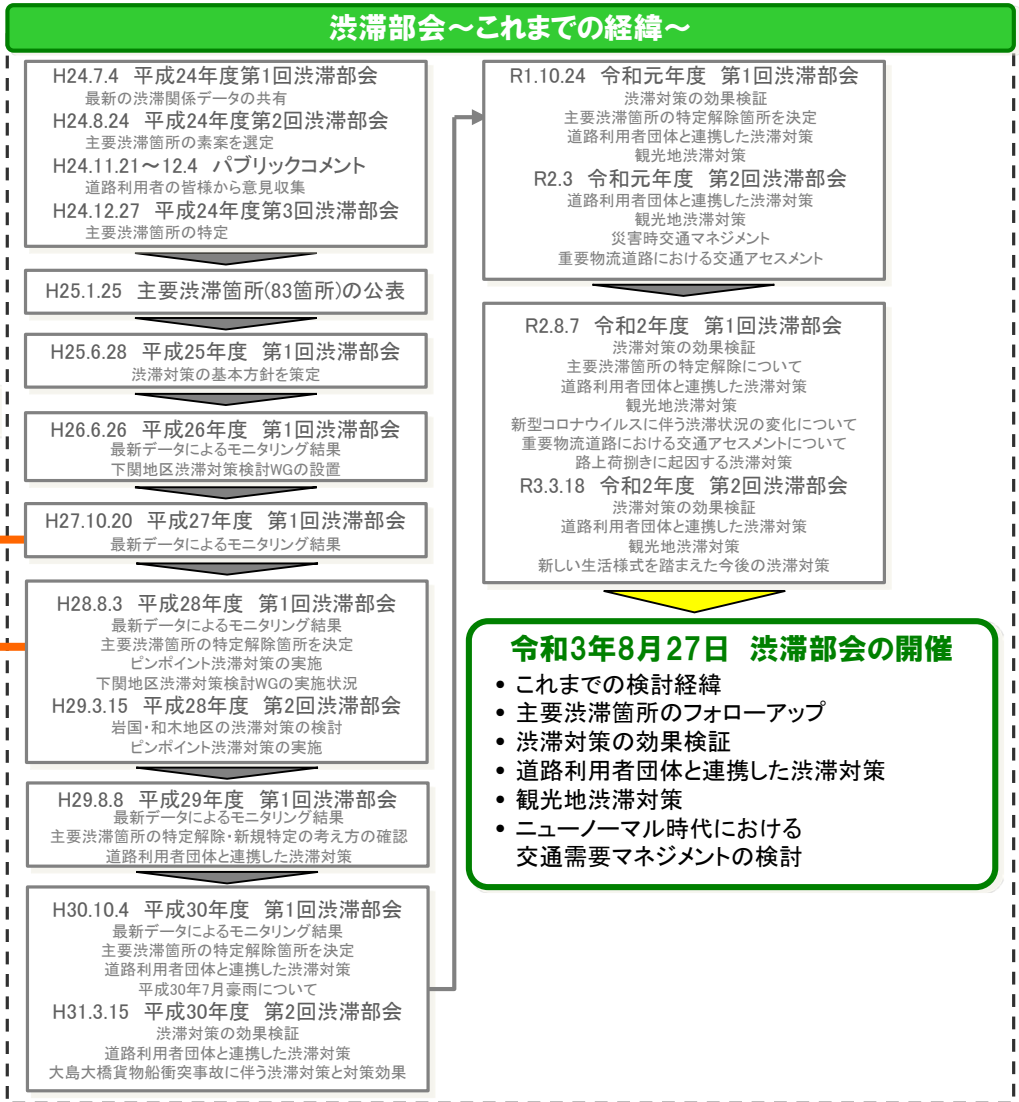 渋滞部会～これまでの経緯～
H24.7.4 平成24年度第1回渋滞部会
最新の渋滞関係データの共有
H24.8.24 平成24年度第2回渋滞部会
主要渋滞箇所の素案を選定
H24.11.21～12.4 パブリックコメント
道路利用者の皆様から意見収集
H24.12.27 平成24年度第3回渋滞部会
主要渋滞箇所の特定
H25.1.25 主要渋滞箇所(83箇所)の公表
H25.6.28 平成25年度 第1回渋滞部会
渋滞対策の基本方針を策定
H26.6.26 平成26年度 第1回渋滞部会
最新データによるモニタリング結果
下関地区渋滞対策検討WGの設置
H27.10.20 平成27年度 第1回渋滞部会
最新データによるモニタリング結果
H28.8.3 平成28年度 第1回渋滞部会
最新データによるモニタリング結果
主要渋滞箇所の特定解除箇所を決定
ピンポイント渋滞対策の実施
下関地区渋滞対策検討WGの実施状況
H29.3.15 平成28年度 第2回渋滞部会
岩国・和木地区の渋滞対策の検討
ピンポイント渋滞対策の実施
H29.8.8 平成29年度 第1回渋滞部会
最新データによるモニタリング結果
主要渋滞箇所の特定解除・新規特定の考え方の確認
道路利用者団体と連携した渋滞対策
H30.10.4 平成30年度 第1回渋滞部会
最新データによるモニタリング結果
主要渋滞箇所の特定解除箇所を決定
道路利用者団体と連携した渋滞対策
平成30年7月豪雨について
H31.3.15 平成30年度 第2回渋滞部会
渋滞対策の効果検証
道路利用者団体と連携した渋滞対策
大島大橋貨物船衝突事故に伴う渋滞対策と対策効果
R1.10.24 令和元年度 第1回渋滞部会
渋滞対策の効果検証
主要渋滞箇所の特定解除箇所を決定
道路利用者団体と連携した渋滞対策
観光地渋滞対策
R2.3 令和元年度 第2回渋滞部会
道路利用者団体と連携した渋滞対策
観光地渋滞対策
災害時交通マネジメント
重要物流道路における交通アセスメント
R2.8.7 令和2年度 第1回渋滞部会
渋滞対策の効果検証
主要渋滞箇所の特定解除について
道路利用者団体と連携した渋滞対策
観光地渋滞対策
新型コロナウイルスに伴う渋滞状況の変化について
重要物流道路における交通アセスメントについて
路上荷捌きに起因する渋滞対策
R3.3.18 令和2年度 第2回渋滞部会
渋滞対策の効果検証
道路利用者団体と連携した渋滞対策
観光地渋滞対策
新しい生活様式を踏まえた今後の渋滞対策
令和3年8月27日 渋滞部会の開催
• これまでの検討経緯
• 主要渋滞箇所のフォローアップ
• 渋滞対策の効果検証
• 道路利用者団体と連携した渋滞対策
• 観光地渋滞対策
• ニューノーマル時代における
交通需要マネジメントの検討